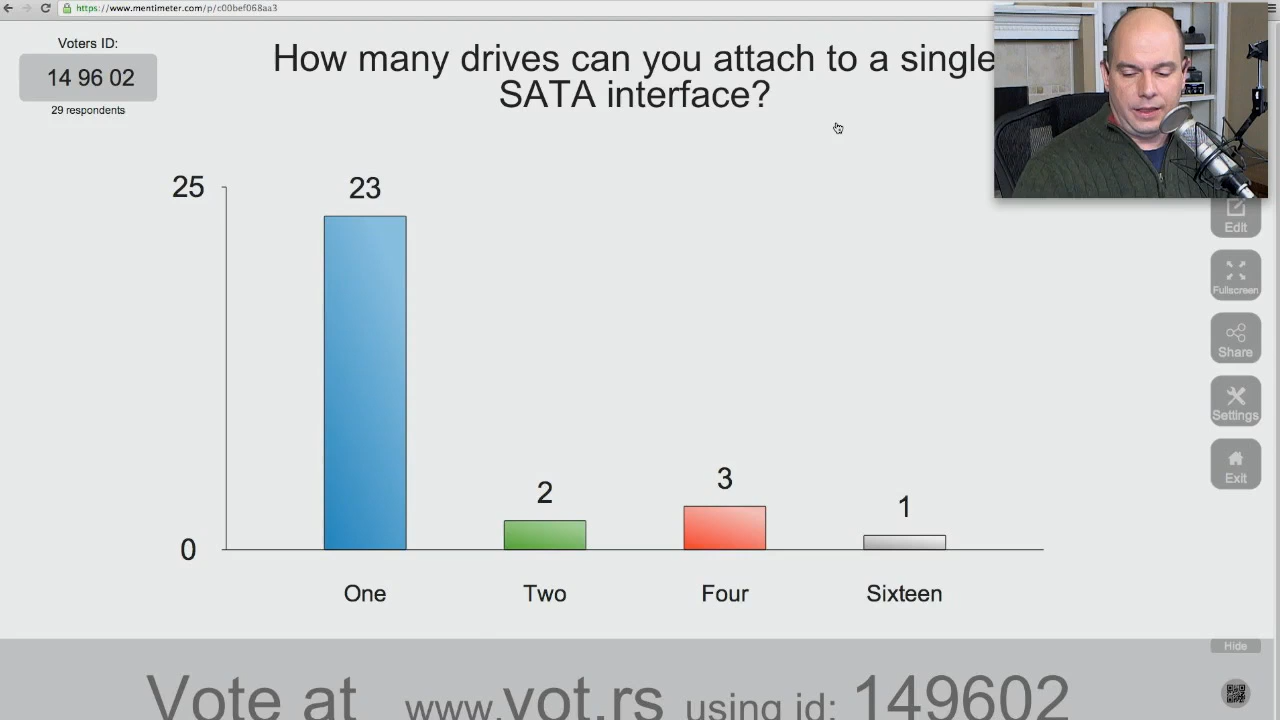 https://www.mentimeter.com/p/c00bef068aa3
Voters ID:
14 96 02
29 respondents
How many drives can you attach to a single
SATA interface?
25
23
2
3
1
0
One
Two
Four
Sixteen
Edit
Fullscreen
Share
Settings
Exit
Hide
Vote at www.vot.rs using id: 149602